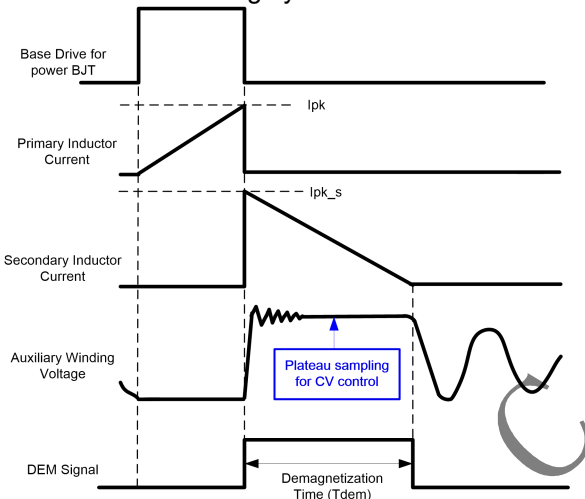 Base Drive for
power BJT
Ipk
Primary Inductor
Current
Ipk_s
Secondary Inductor
Current
Auxiliary Winding
Voltage
Plateau sampling
for CV control
DEM Signal
Demagnetization
Time (Tdem)